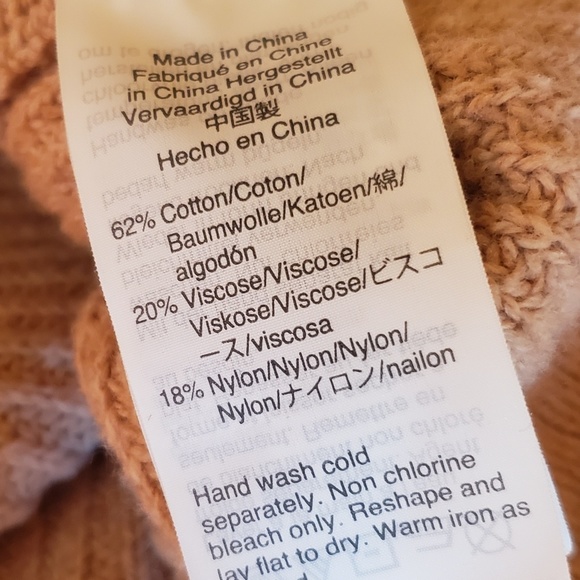 Made in China
Fabriqué en Chine
in China Hergestellt
Vervaardigd in China
中国製
Hecho en China
62% Cotton/Coton/
Baumwolle/Katoen/綿/
algodón
20% Viscose/Viscose/
Viskose/Viscose/ビスコ
ース/viscosa
18% Nylon/Nylon/Nylon/
Nylon/ナイロン/nailon
Hand wash cold
separately. Non chlorine
bleach only. Reshape and
lay flat to dry. Warm iron as